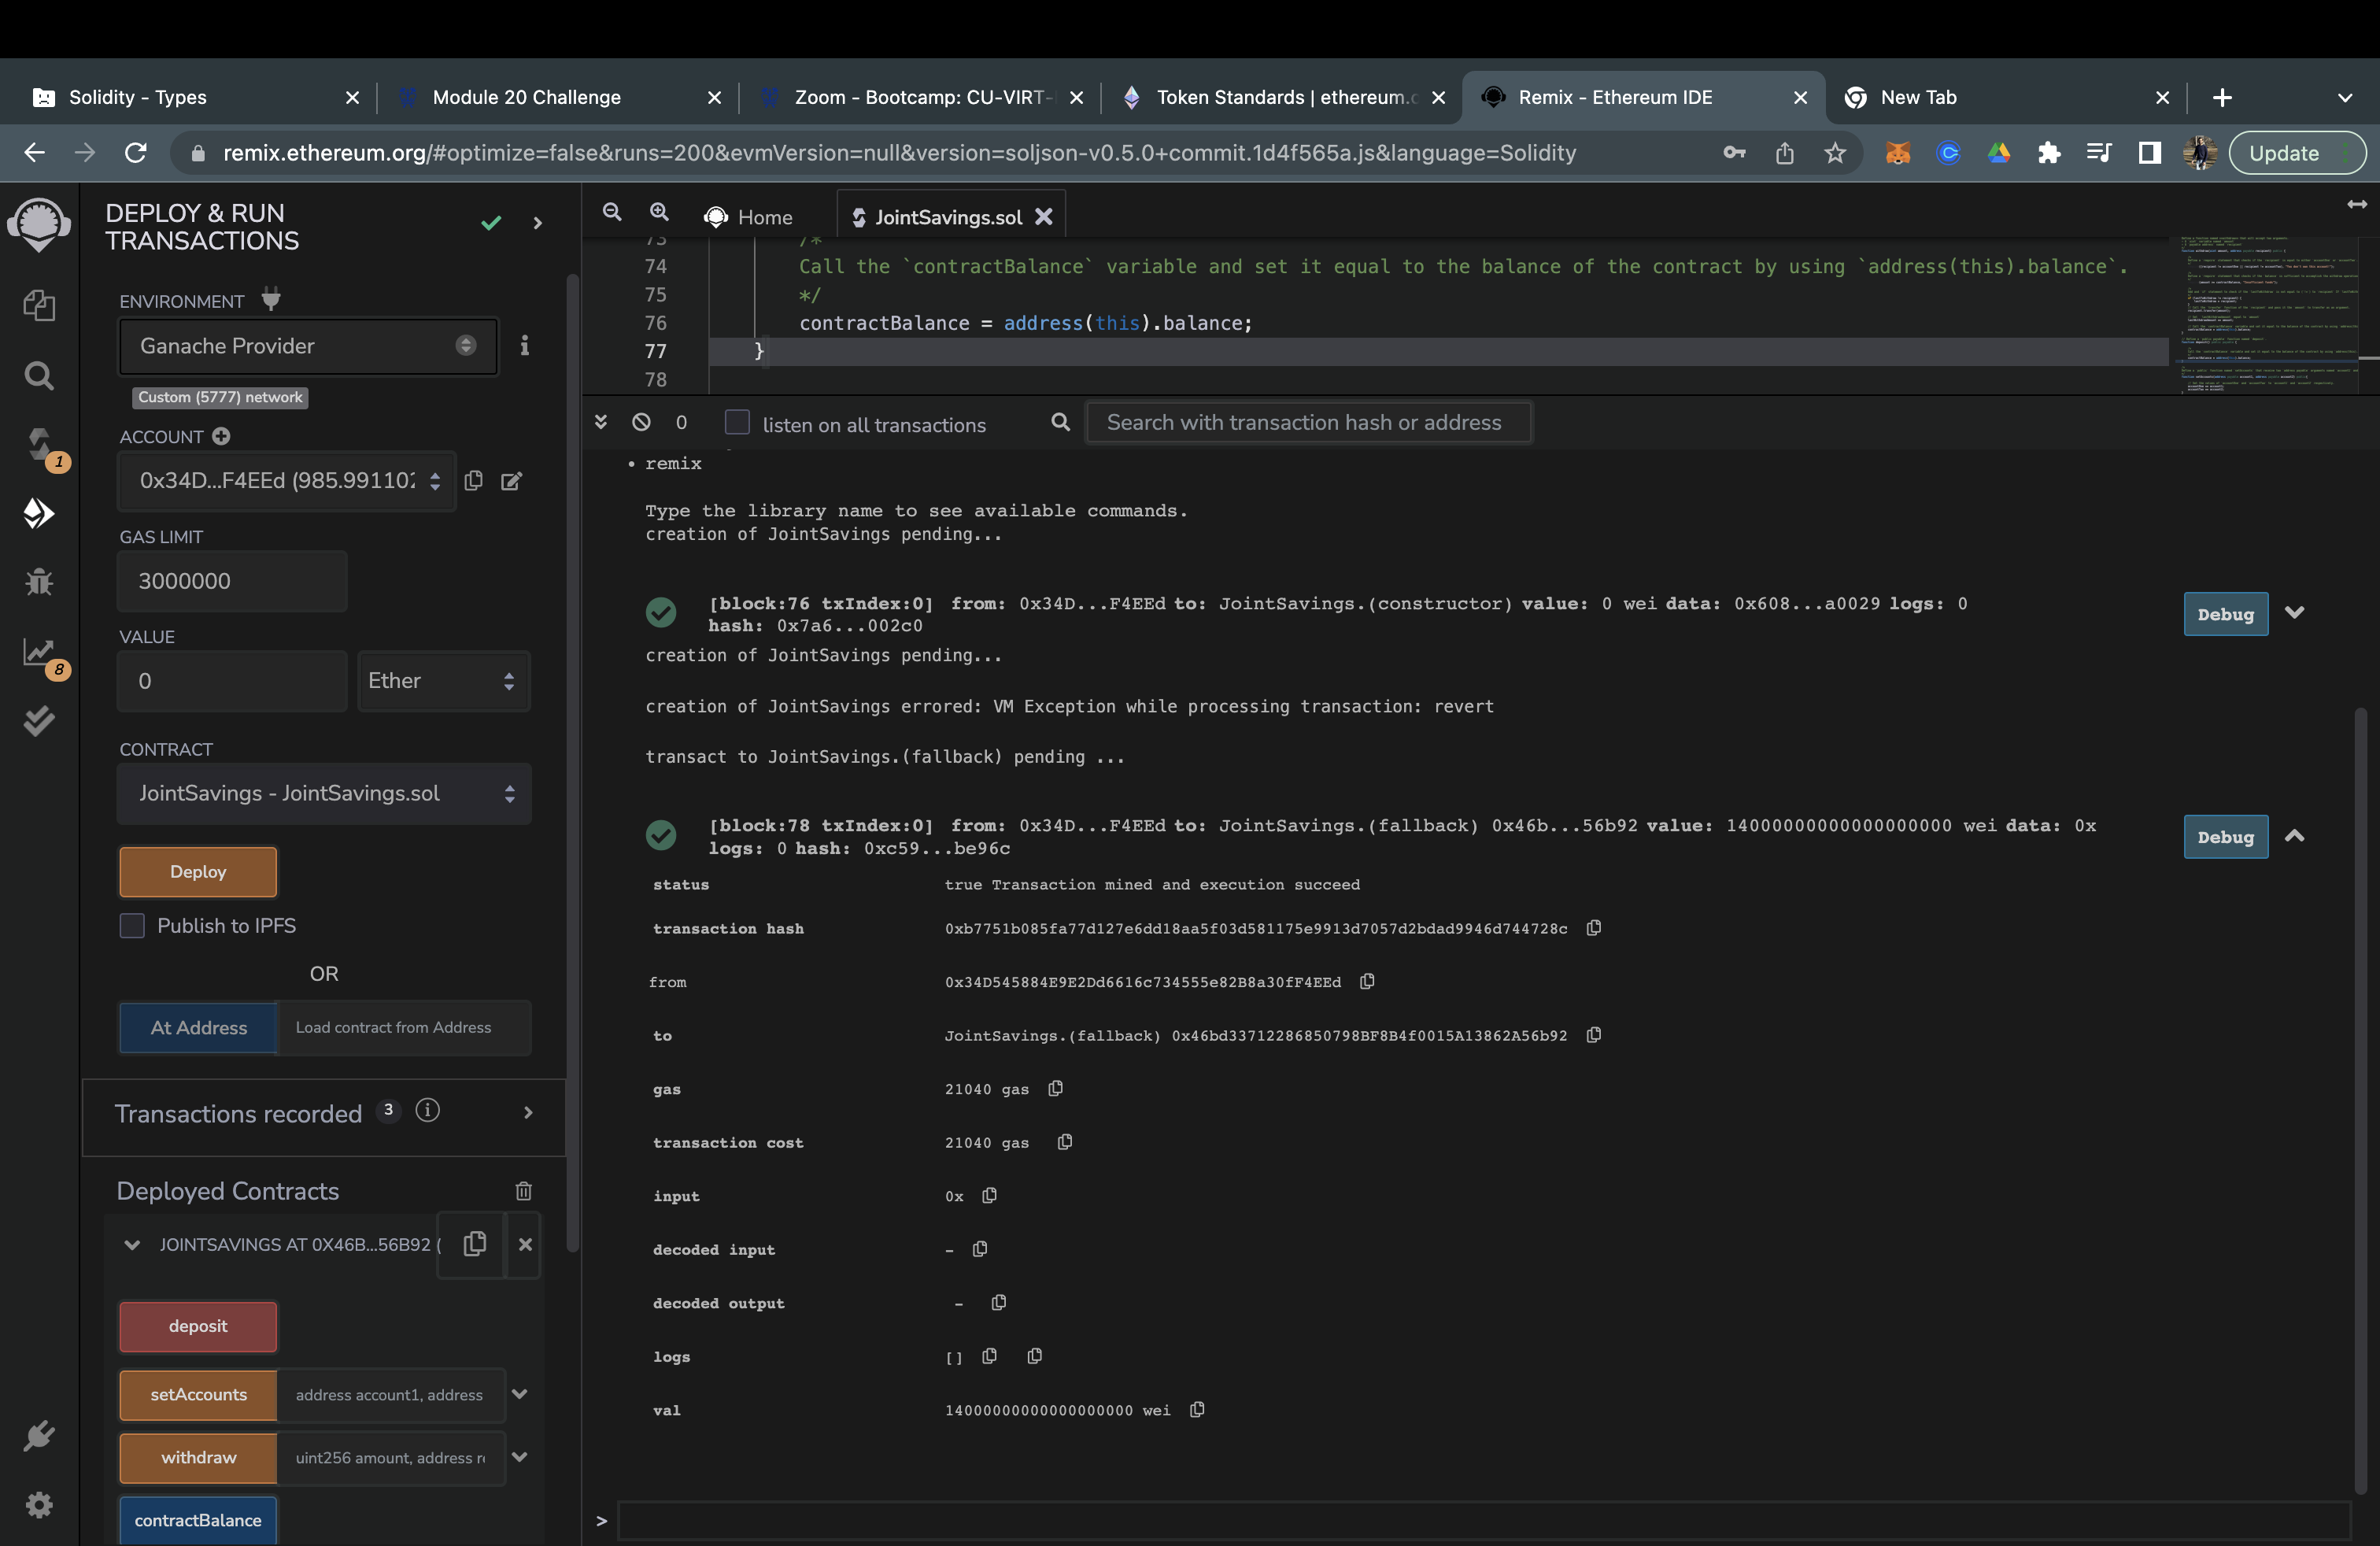 Solidity - Types
Module 20 Challenge
Zoom - Bootcamp: CU-VIRT-
Token Standards | ethereum.o
Remix - Ethereum IDE
New Tab
remix.ethereum.org/#optimize=false&runs=200&evmVersion=null&version=soljson-v0.5.0+commit.1d4f565a.js&language=Solidity
Update
DEPLOY & RUN
TRANSACTIONS
ENVIRONMENT
Ganache Provider
Custom (5777) network
ACCOUNT
0x34D...F4EEd (985.991102
GAS LIMIT
3000000
VALUE
0
Ether
CONTRACT
JointSavings - JointSavings.sol
Deploy
Publish to IPFS
OR
At Address
Load contract from Address
Transactions recorded 3 i
Deployed Contracts
JOINTSAVINGS AT 0X46B...56B92 (
deposit
setAccounts
address account1, address
withdraw
uint256 amount, address re
contractBalance
1
8
Home
JointSavings.sol
73 /*
74 Call the `contractBalance` variable and set it equal to the balance of the contract by using `address(this).balance`.
75 */
76 contractBalance = address(this).balance;
77 }
78
0
listen on all transactions
Search with transaction hash or address
• remix
Type the library name to see available commands.
creation of JointSavings pending...
[block:76 txIndex:0] from: 0x34D...F4EEd to: JointSavings.(constructor) value: 0 wei data: 0x608...a0029 logs: 0
hash: 0x7a6...002c0
Debug
creation of JointSavings pending...
creation of JointSavings errored: VM Exception while processing transaction: revert
transact to JointSavings.(fallback) pending ...
[block:78 txIndex:0] from: 0x34D...F4EEd to: JointSavings.(fallback) 0x46b...56b92 value: 14000000000000000000 wei data: 0x
logs: 0 hash: 0xc59...be96c
Debug
status true Transaction mined and execution succeed
transaction hash 0xb7751b085fa77d127e6dd18aa5f03d581175e9913d7057d2bdad9946d744728c
from 0x34D545884E9E2Dd6616c734555e82B8a30fF4EEd
to JointSavings.(fallback) 0x46bd33712286850798BF8B4f0015A13862A56b92
gas 21040 gas
transaction cost 21040 gas
input 0x
decoded input -
decoded output -
logs []
val 14000000000000000000 wei
>